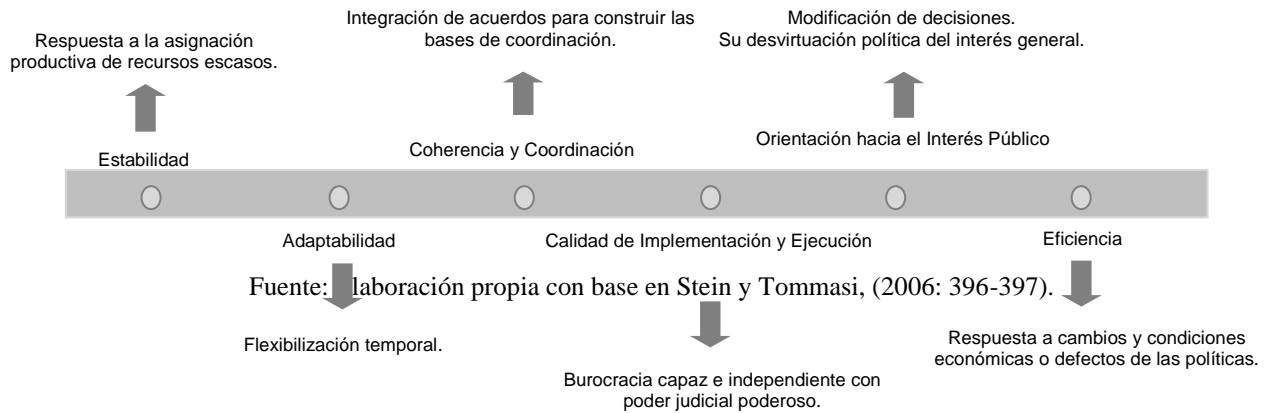 Respuesta a la asignación
productiva de recursos escasos.
Integración de acuerdos para construir las
bases de coordinación.
Modificación de decisiones.
Su desvirtuación política del interés general.
Estabilidad
Coherencia y Coordinación
Orientación hacia el Interés Público
Adaptabilidad
Calidad de Implementación y Ejecución
Eficiencia
Fuente: laboración propia con base en Stein y Tommasi, (2006: 396-397).
Flexibilización temporal.
Burocracia capaz e independiente con
poder judicial poderoso.
Respuesta a cambios y condiciones
económicas o defectos de las políticas.